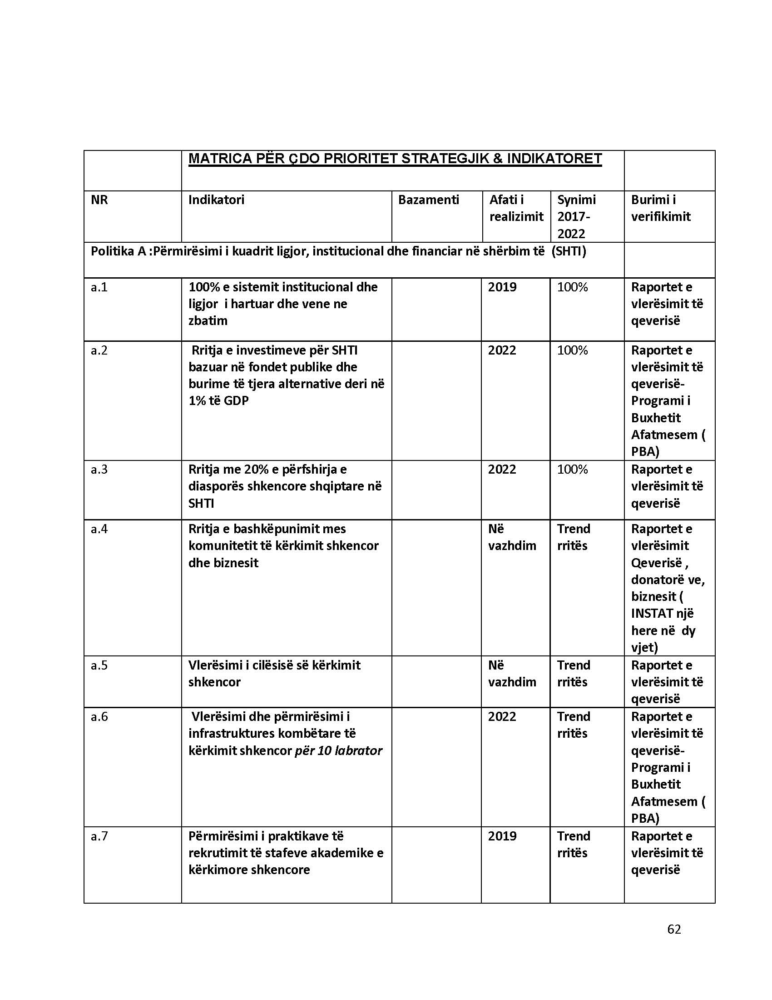 MATRICA PËR ÇDO PRIORITET STRATEGJIK & INDIKATORET
NR
Indikatori
Bazamenti
Afati i
realizimit
Synimi
2017-
2022
Burimi i
verifikimit
Politika A :Përmirësimi i kuadrit ligjor, institucional dhe financiar në shërbim të  (SHTI)
a.1
100% e sistemit institucional dhe
ligjor  i hartuar dhe vene ne
zbatim
2019
100%
Raportet e
vlerësimit të
qeverisë
a.2
Rritja e investimeve për SHTI
bazuar në fondet publike dhe
burime të tjera alternative deri në
1% të GDP
2022
100%
Raportet e
vlerësimit të
qeverisë-
Programi i
Buxhetit
Afatmesem (
PBA)
a.3
Rritja me 20% e përfshirja e
diasporës shkencore shqiptare në
SHTI
2022
100%
Raportet e
vlerësimit të
qeverisë
a.4
Rritja e bashkëpunimit mes
komunitetit të kërkimit shkencor
dhe biznesit
Në
vazhdim
Trend
rritës
Raportet e
vlerësimit
Qeverisë ,
donatorë ve,
biznesit (
INSTAT një
here në  dy
vjet)
a.5
Vlerësimi i cilësisë së kërkimit
shkencor
Në
vazhdim
Trend
rritës
Raportet e
vlerësimit të
qeverisë
a.6
Vlerësimi dhe përmirësimi i
infrastruktures kombëtare të
kërkimit shkencor për 10 labrator
2022
Trend
rritës
Raportet e
vlerësimit të
qeverisë-
Programi i
Buxhetit
Afatmesem (
PBA)
a.7
Përmirësimi i praktikave të
rekrutimit të stafeve akademike e
kërkimore shkencore
2019
Trend
rritës
Raportet e
vlerësimit të
qeverisë
62